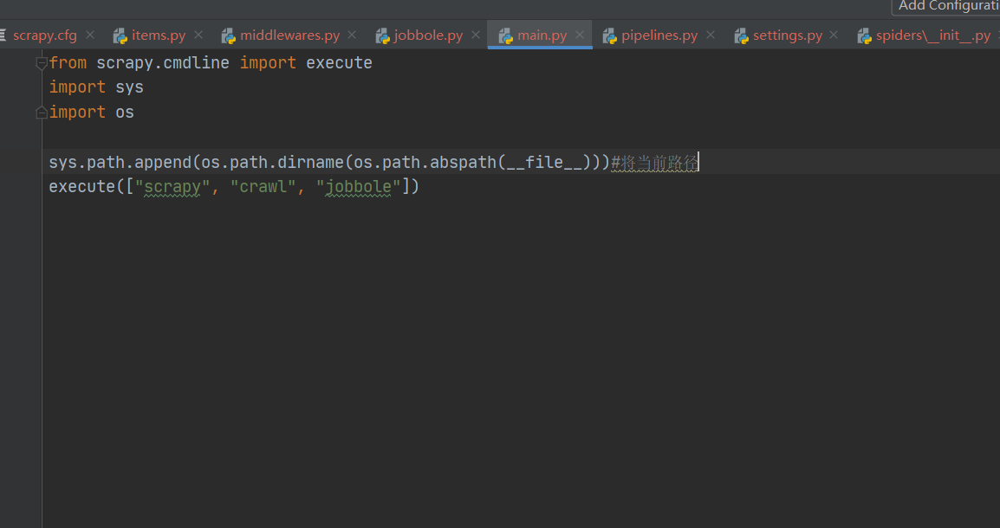 Add Configurati
scrapy.cfg items.py middlewares.py jobbole.py main.py pipelines.py settings.py spiders\__init__.py
from scrapy.cmdline import execute
import sys
import os
sys.path.append(os.path.dirname(os.path.abspath(__file__)))#将当前路径
execute(["scrapy", "crawl", "jobbole"])